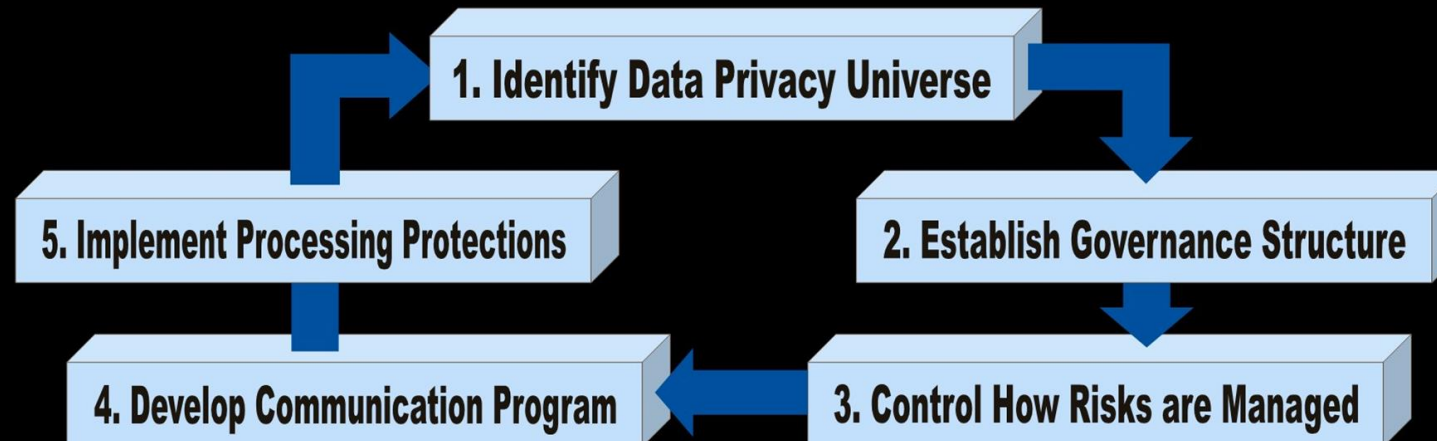 1. Identify Data Privacy Universe
2. Establish Governance Structure
3. Control How Risks are Managed
4. Develop Communication Program
5. Implement Processing Protections